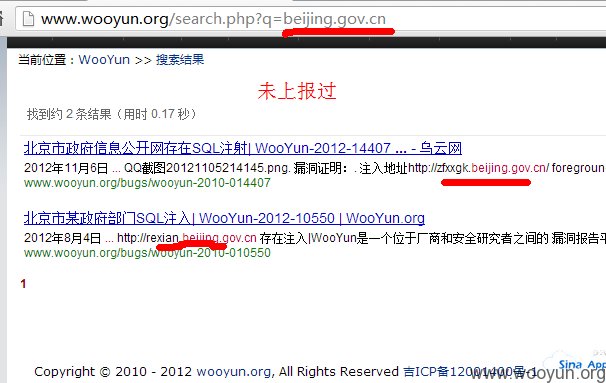 www.wooyun.org/search.php?q=beijing.gov.cn
当前位置：WooYun >> 搜索结果
未上报过
找到约 2 条结果（用时 0.17 秒）
北京市政府信息公开网存在SQL注射| WooYun-2012-14407 ... - 乌云网
2012年11月6日 ... QQ截图20121105214145.png. 漏洞证明：. 注入地址http://zfxxgk.beijing.gov.cn/ foregroun
www.wooyun.org/bugs/wooyun-2010-014407
北京市某政府部门SQL注入| WooYun-2012-10550 | WooYun.org
2012年8月4日 ... http://rexian.beijing.gov.cn 存在注入|WooYun是一个位于厂商和安全研究者之间的 漏洞报告平
www.wooyun.org/bugs/wooyun-2010-010550
1
Sina App
Copyright © 2010 - 2012 wooyun.org, All Rights Reserved 吉ICP备12001400号-1
www.wooyun.org